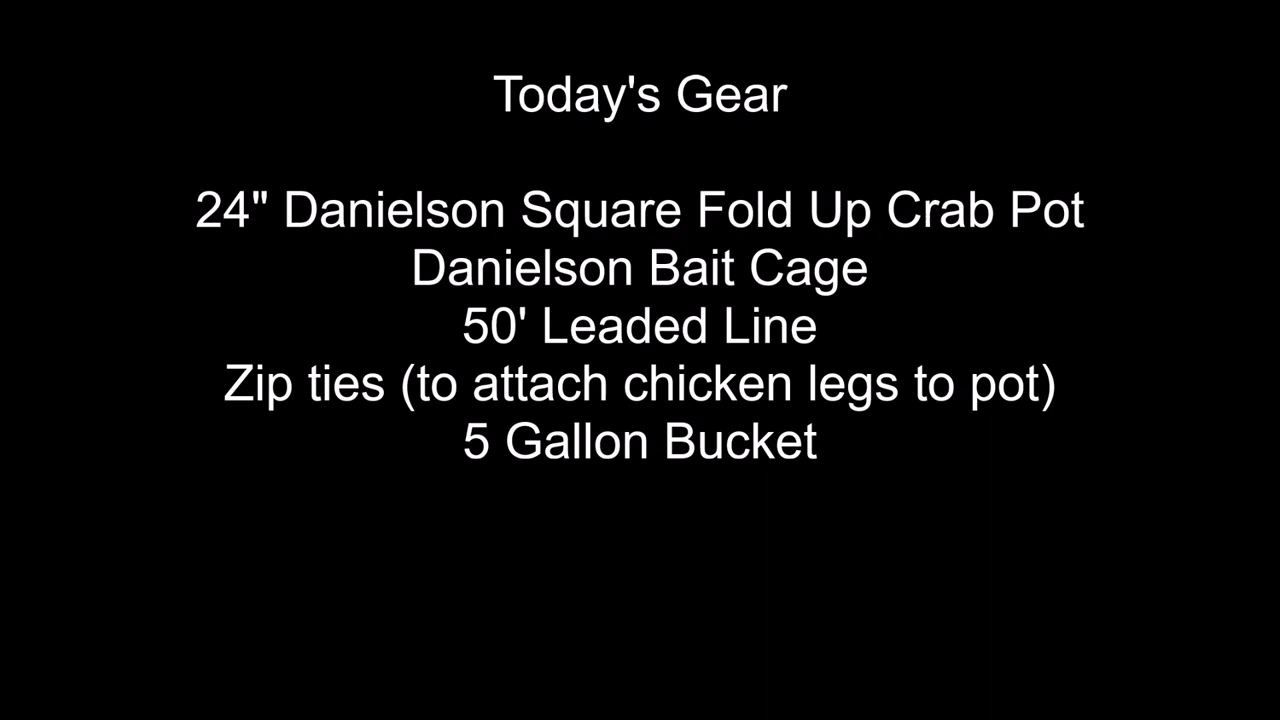 Today's Gear
24" Danielson Square Fold Up Crab Pot
Danielson Bait Cage
50' Leaded Line
Zip ties (to attach chicken legs to pot)
5 Gallon Bucket